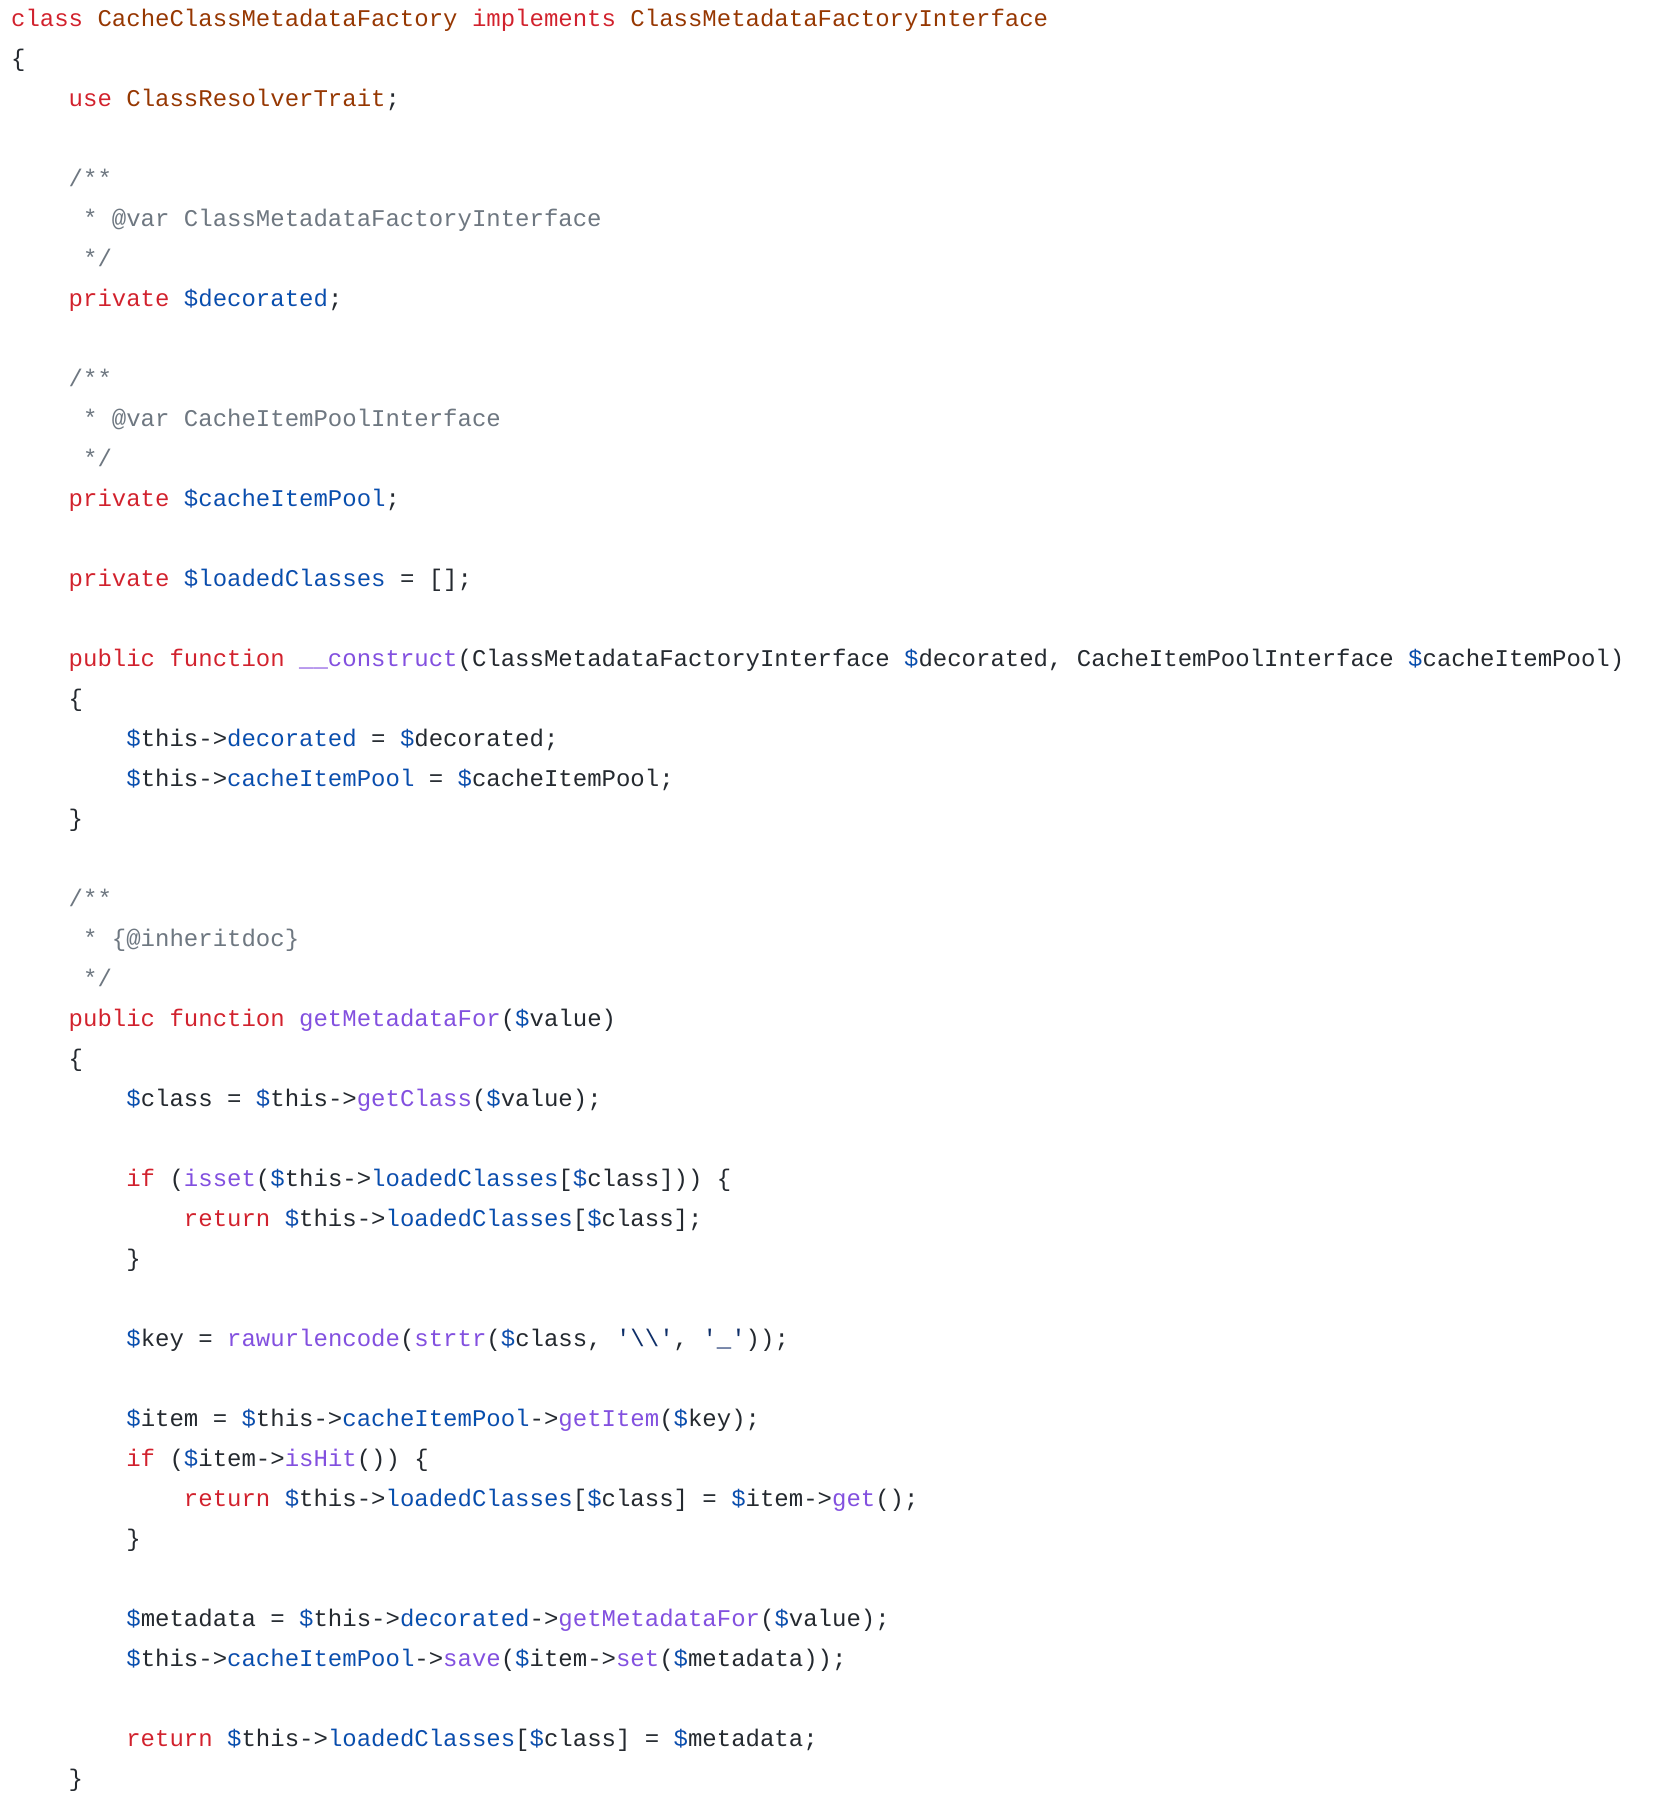 class CacheClassMetadataFactory implements ClassMetadataFactoryInterface
{
    use ClassResolverTrait;

    /**
     * @var ClassMetadataFactoryInterface
     */
    private $decorated;

    /**
     * @var CacheItemPoolInterface
     */
    private $cacheItemPool;

    private $loadedClasses = [];

    public function __construct(ClassMetadataFactoryInterface $decorated, CacheItemPoolInterface $cacheItemPool)
    {
        $this->decorated = $decorated;
        $this->cacheItemPool = $cacheItemPool;
    }

    /**
     * {@inheritdoc}
     */
    public function getMetadataFor($value)
    {
        $class = $this->getClass($value);

        if (isset($this->loadedClasses[$class])) {
            return $this->loadedClasses[$class];
        }

        $key = rawurlencode(strtr($class, '\\', '_'));

        $item = $this->cacheItemPool->getItem($key);
        if ($item->isHit()) {
            return $this->loadedClasses[$class] = $item->get();
        }

        $metadata = $this->decorated->getMetadataFor($value);
        $this->cacheItemPool->save($item->set($metadata));

        return $this->loadedClasses[$class] = $metadata;
    }